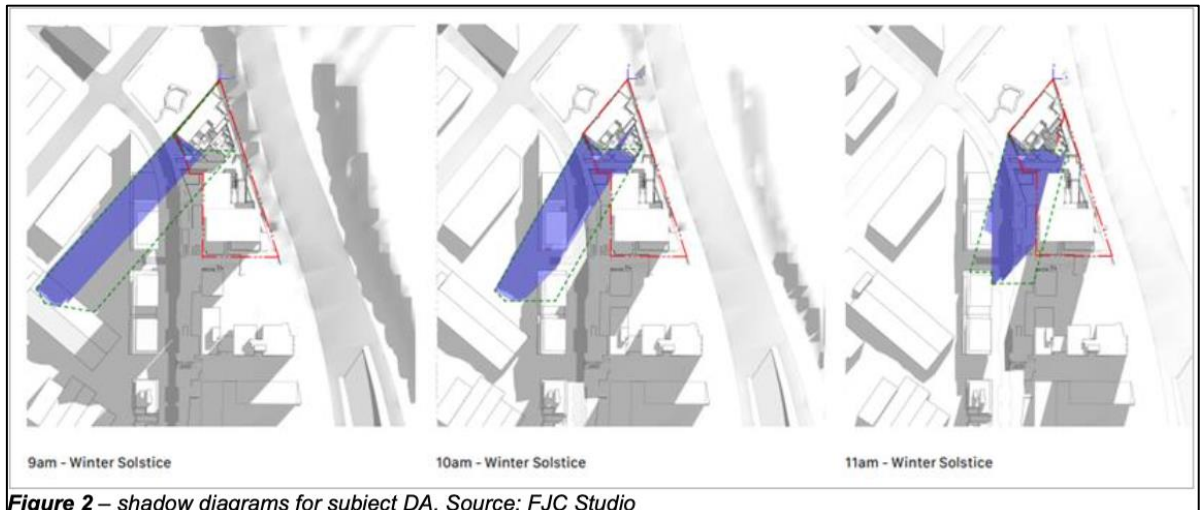 9am - Winter Solstice
10am - Winter Solstice
11am - Winter Solstice
Figure 2 – shadow diagrams for subject DA. Source: FJC Studio